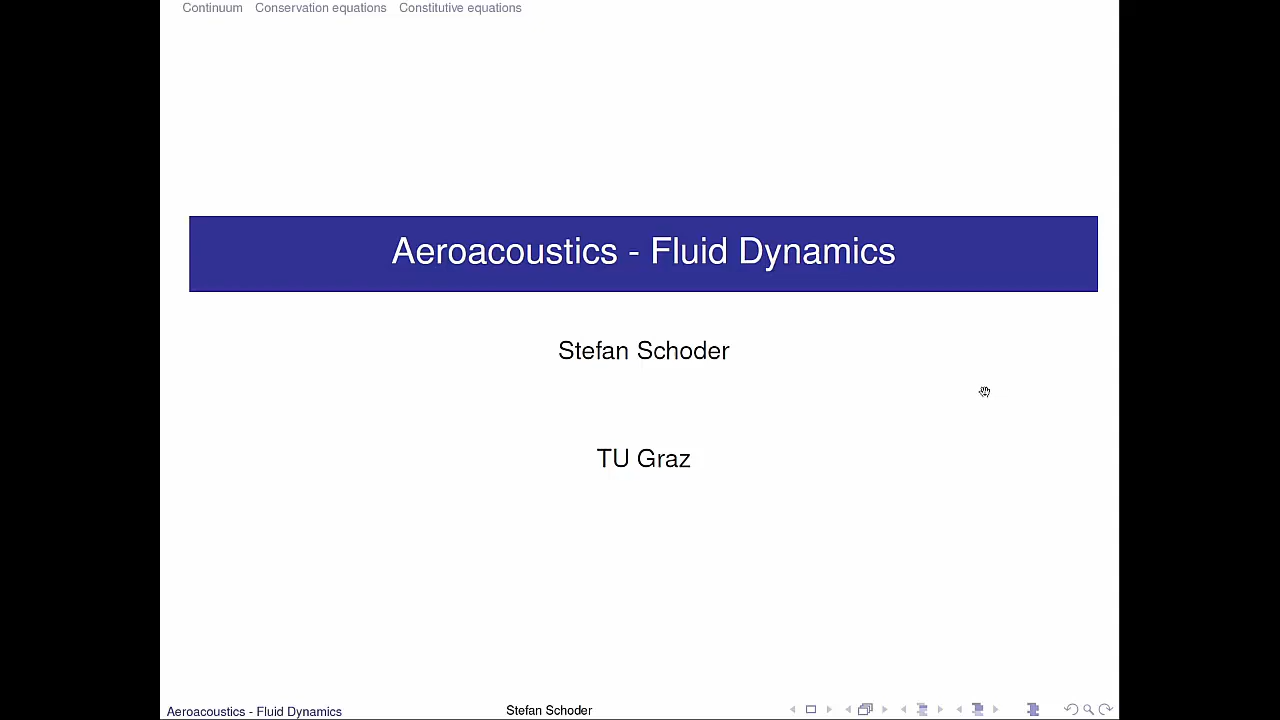 Continuum Conservation equations Constitutive equations
Aeroacoustics - Fluid Dynamics
Stefan Schoder
TU Graz
Aeroacoustics - Fluid Dynamics Stefan Schoder